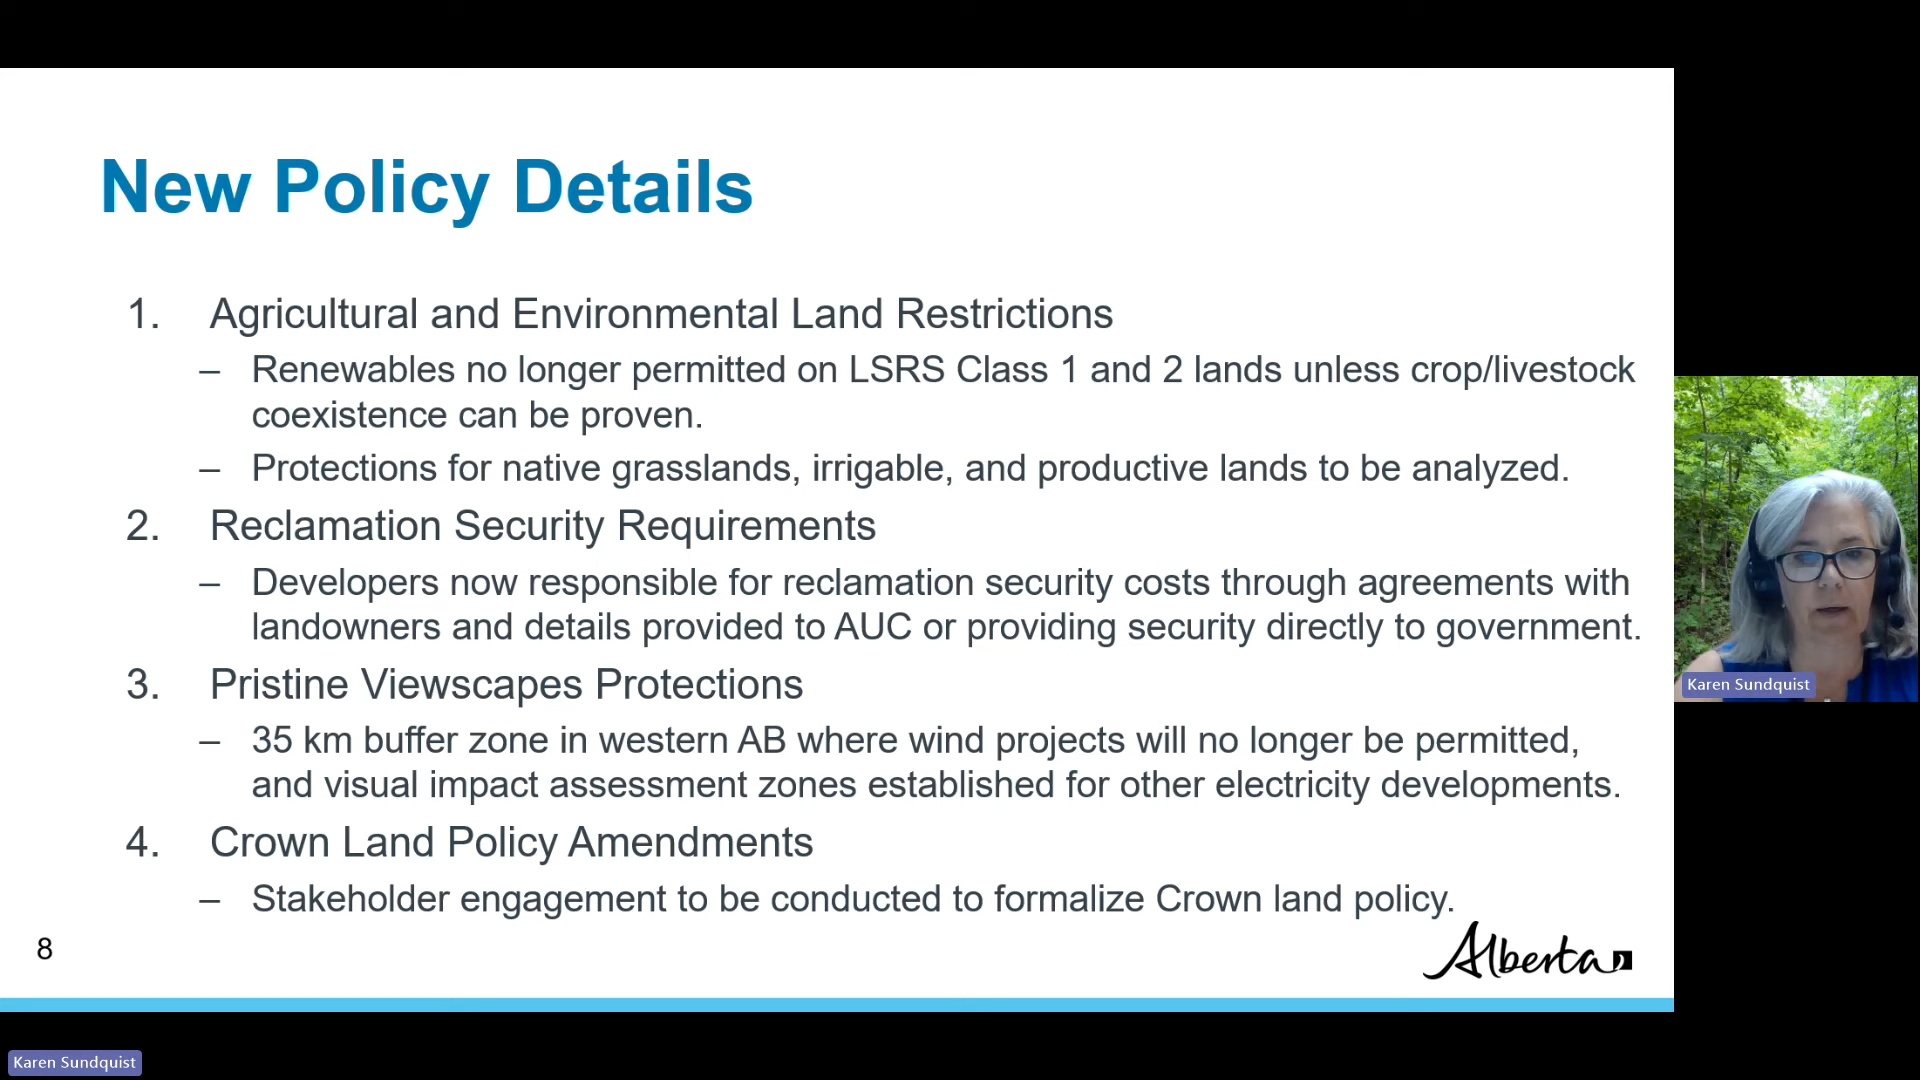 New Policy Details
1. Agricultural and Environmental Land Restrictions
– Renewables no longer permitted on LSRS Class 1 and 2 lands unless crop/livestock
coexistence can be proven.
– Protections for native grasslands, irrigable, and productive lands to be analyzed.
2. Reclamation Security Requirements
– Developers now responsible for reclamation security costs through agreements with
landowners and details provided to AUC or providing security directly to government.
3. Pristine Viewscapes Protections
– 35 km buffer zone in western AB where wind projects will no longer be permitted,
and visual impact assessment zones established for other electricity developments.
4. Crown Land Policy Amendments
– Stakeholder engagement to be conducted to formalize Crown land policy.
8
Alberta
Karen Sundquist
Karen Sundquist